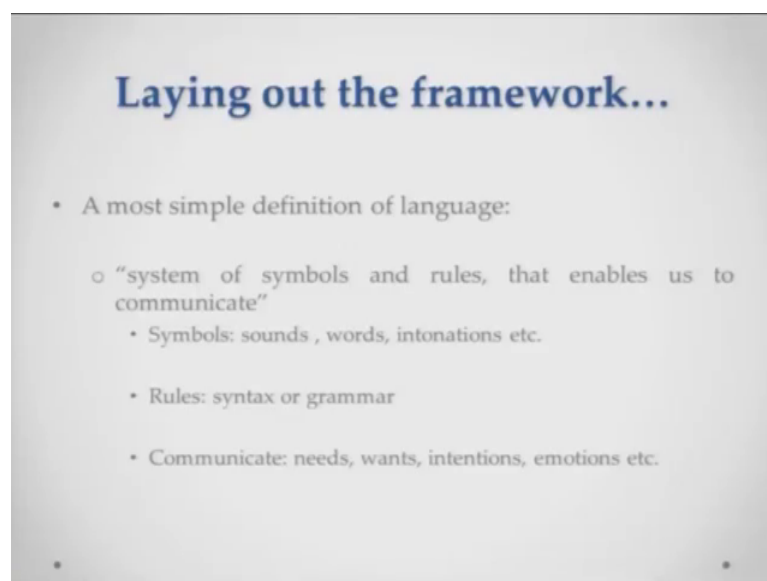 Laying out the framework...
• A most simple definition of language:
o “system of symbols and rules, that enables us to
communicate”
• Symbols: sounds , words, intonations etc.
• Rules: syntax or grammar
• Communicate: needs, wants, intentions, emotions etc.